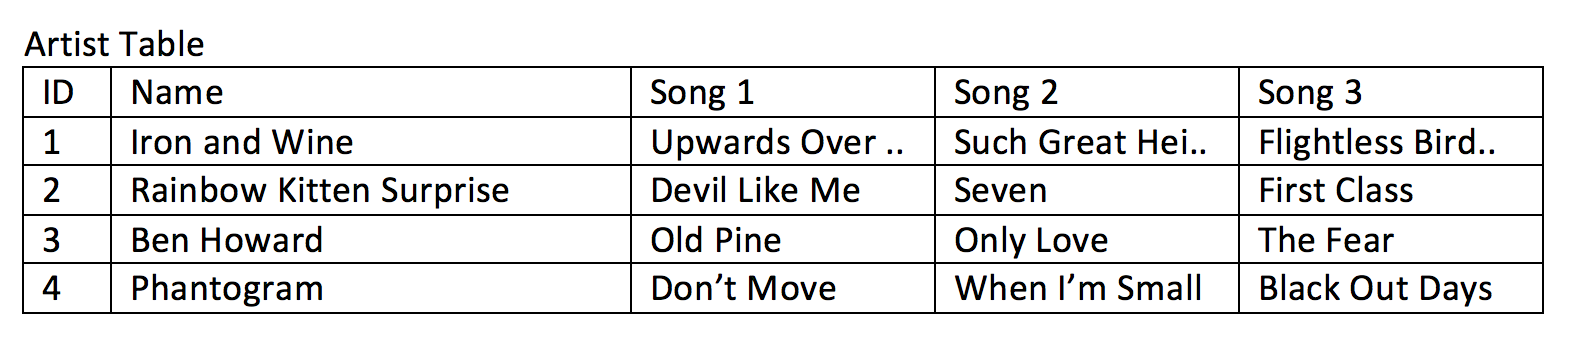 Artist Table
ID Name Song 1 Song 2 Song 3
1 Iron and Wine Upwards Over .. Such Great Hei.. Flightless Bird..
2 Rainbow Kitten Surprise Devil Like Me Seven First Class
3 Ben Howard Old Pine Only Love The Fear
4 Phantogram Don’t Move When I’m Small Black Out Days